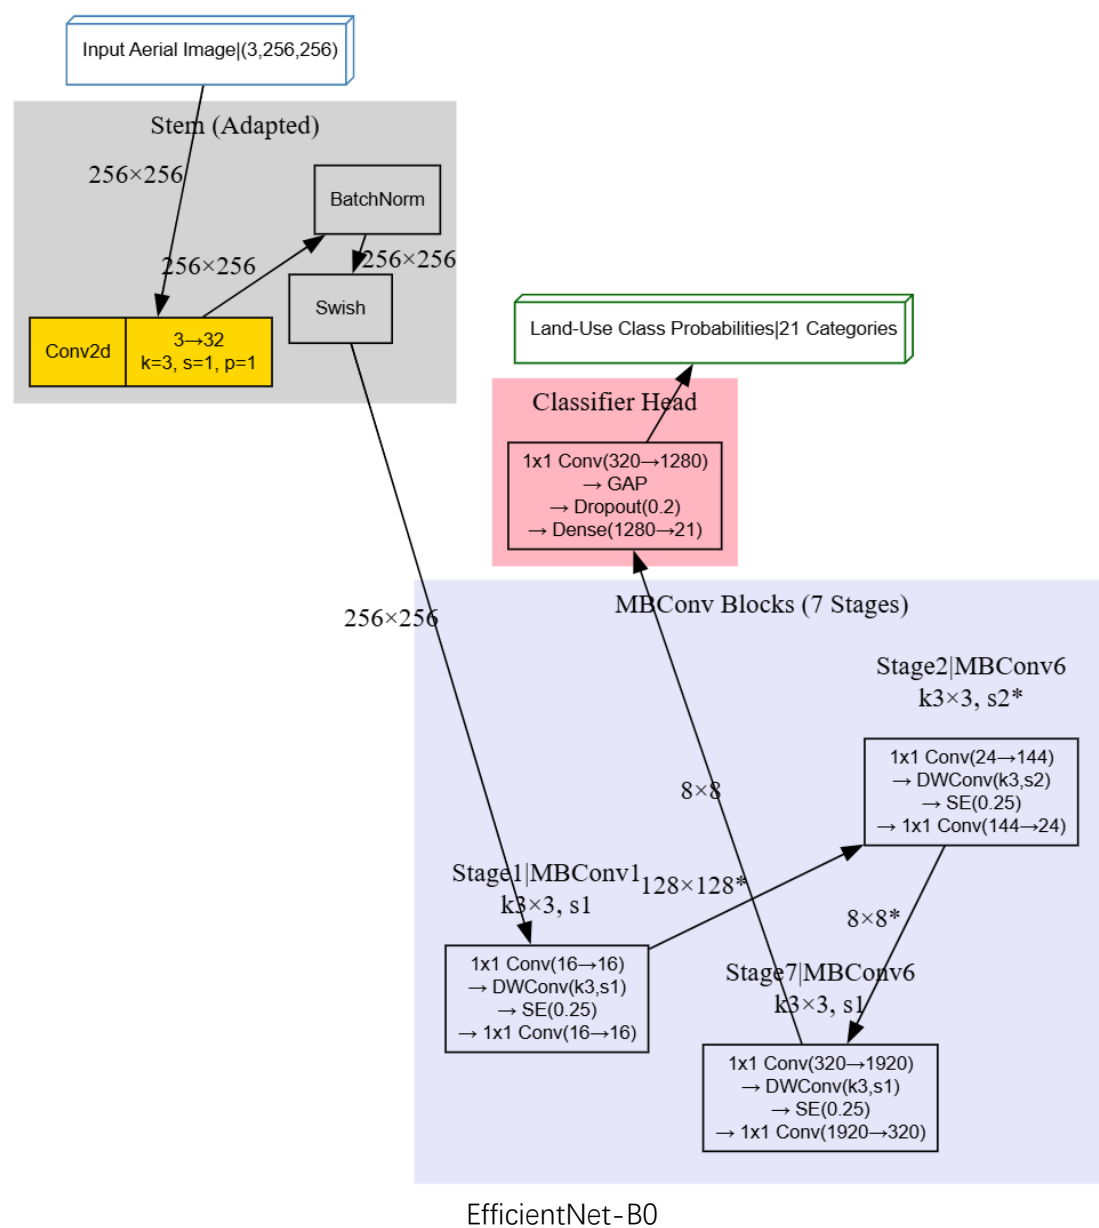 Input Aerial Image|(3,256,256)
Stem (Adapted)
256×256
BatchNorm
256×256
256×256
Swish
Conv2d
3→32
k=3, s=1, p=1
Land-Use Class Probabilities|21 Categories
Classifier Head
1x1 Conv(320→1280)
→ GAP
→ Dropout(0.2)
→ Dense(1280→21)
256×256
MBConv Blocks (7 Stages)
Stage2|MBConv6
k3×3, s2*
1x1 Conv(24→144)
→ DWConv(k3,s2)
→ SE(0.25)
→ 1x1 Conv(144→24)
8×8
Stage1|MBConv1
k3×3, s1
128×128*
8×8*
1x1 Conv(16→16)
→ DWConv(k3,s1)
→ SE(0.25)
→ 1x1 Conv(16→16)
Stage7|MBConv6
k3×3, s1
1x1 Conv(320→1920)
→ DWConv(k3,s1)
→ SE(0.25)
→ 1x1 Conv(1920→320)
EfficientNet-B0